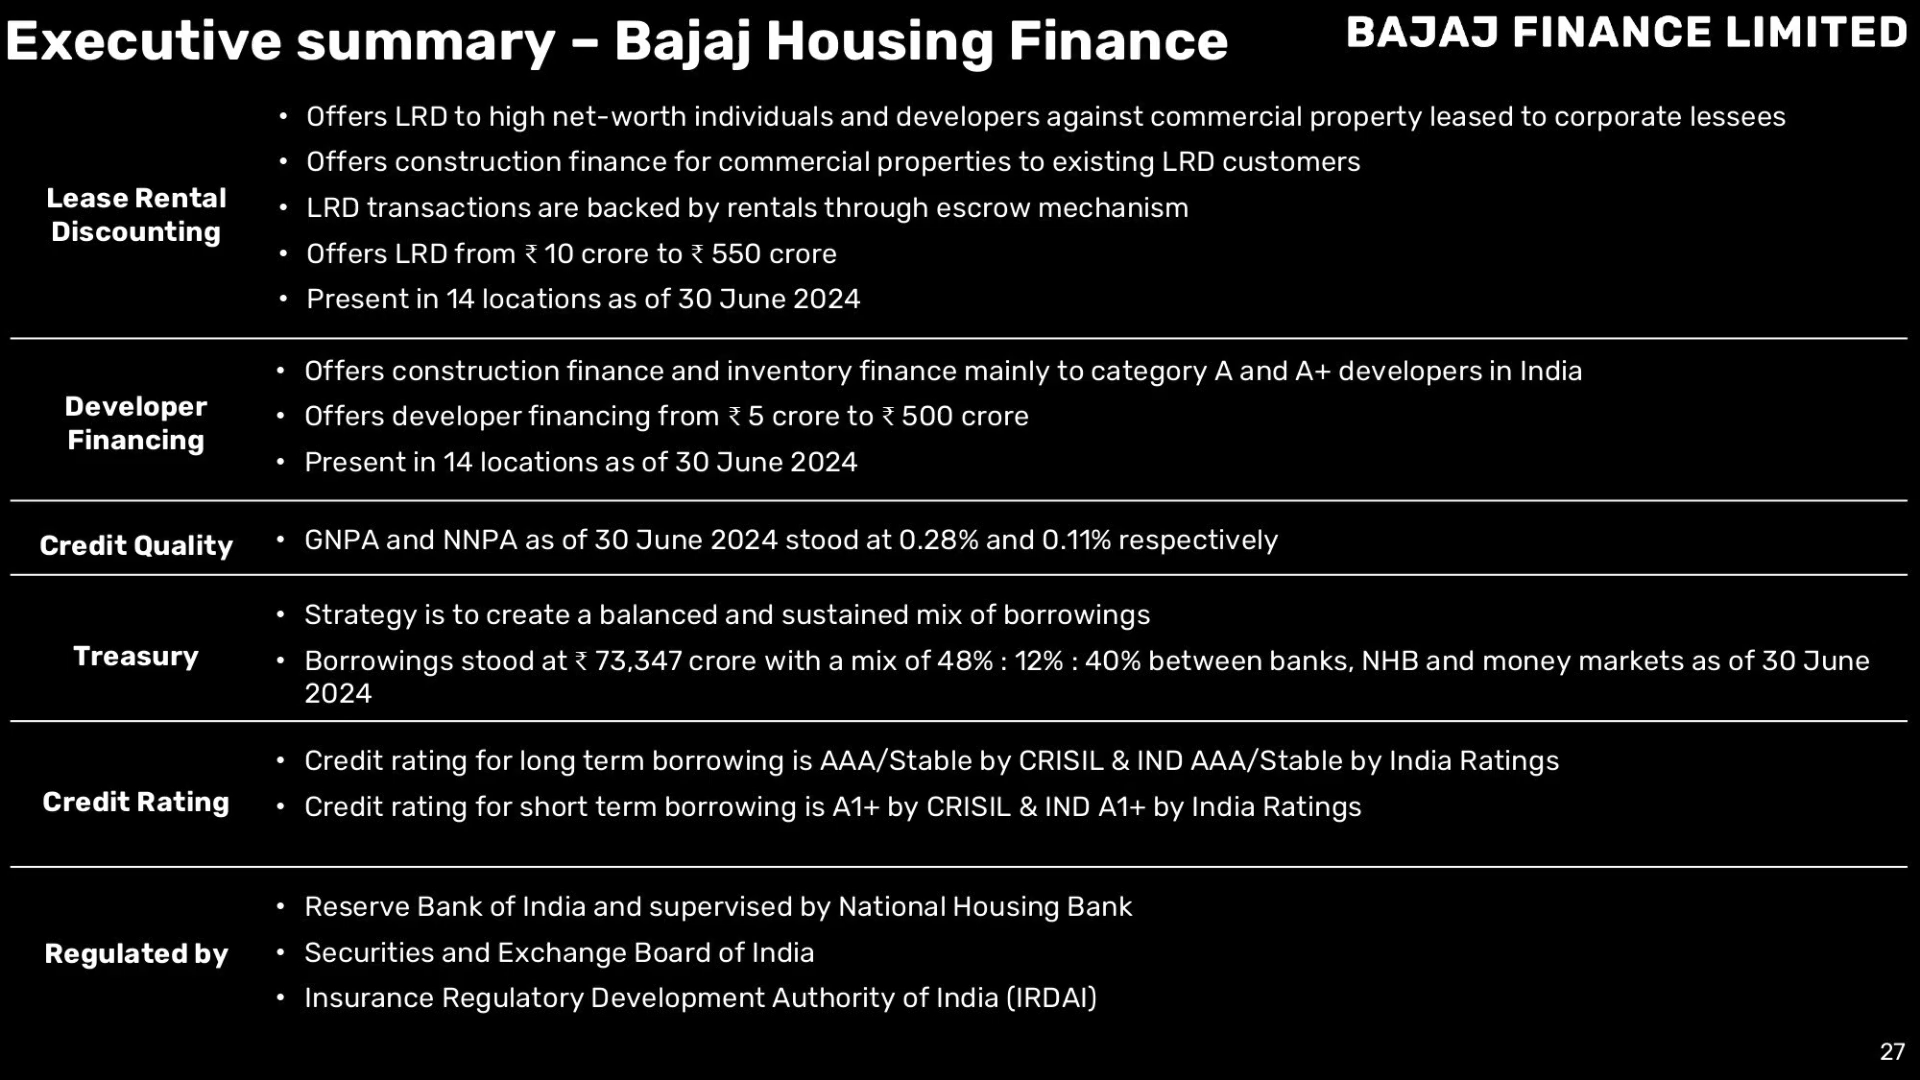 Executive summary – Bajaj Housing Finance
BAJAJ FINANCE LIMITED
Lease Rental
Discounting
• Offers LRD to high net-worth individuals and developers against commercial property leased to corporate lessees
• Offers construction finance for commercial properties to existing LRD customers
• LRD transactions are backed by rentals through escrow mechanism
• Offers LRD from ₹ 10 crore to ₹ 550 crore
• Present in 14 locations as of 30 June 2024
Developer
Financing
• Offers construction finance and inventory finance mainly to category A and A+ developers in India
• Offers developer financing from ₹ 5 crore to ₹ 500 crore
• Present in 14 locations as of 30 June 2024
Credit Quality
• GNPA and NNPA as of 30 June 2024 stood at 0.28% and 0.11% respectively
Treasury
• Strategy is to create a balanced and sustained mix of borrowings
• Borrowings stood at ₹ 73,347 crore with a mix of 48% : 12% : 40% between banks, NHB and money markets as of 30 June
2024
Credit Rating
• Credit rating for long term borrowing is AAA/Stable by CRISIL & IND AAA/Stable by India Ratings
• Credit rating for short term borrowing is A1+ by CRISIL & IND A1+ by India Ratings
Regulated by
• Reserve Bank of India and supervised by National Housing Bank
• Securities and Exchange Board of India
• Insurance Regulatory Development Authority of India (IRDAI)
27